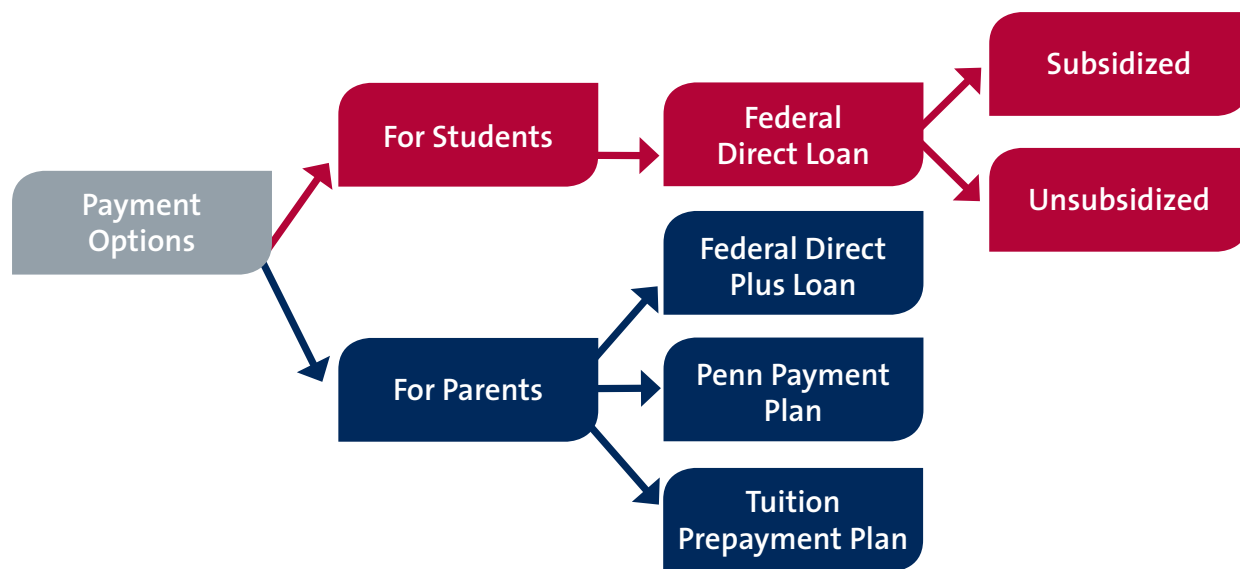 Payment
Options
For Students
Federal
Direct Loan
Subsidized
Unsubsidized
For Parents
Federal Direct
Plus Loan
Penn Payment
Plan
Tuition
Prepayment Plan